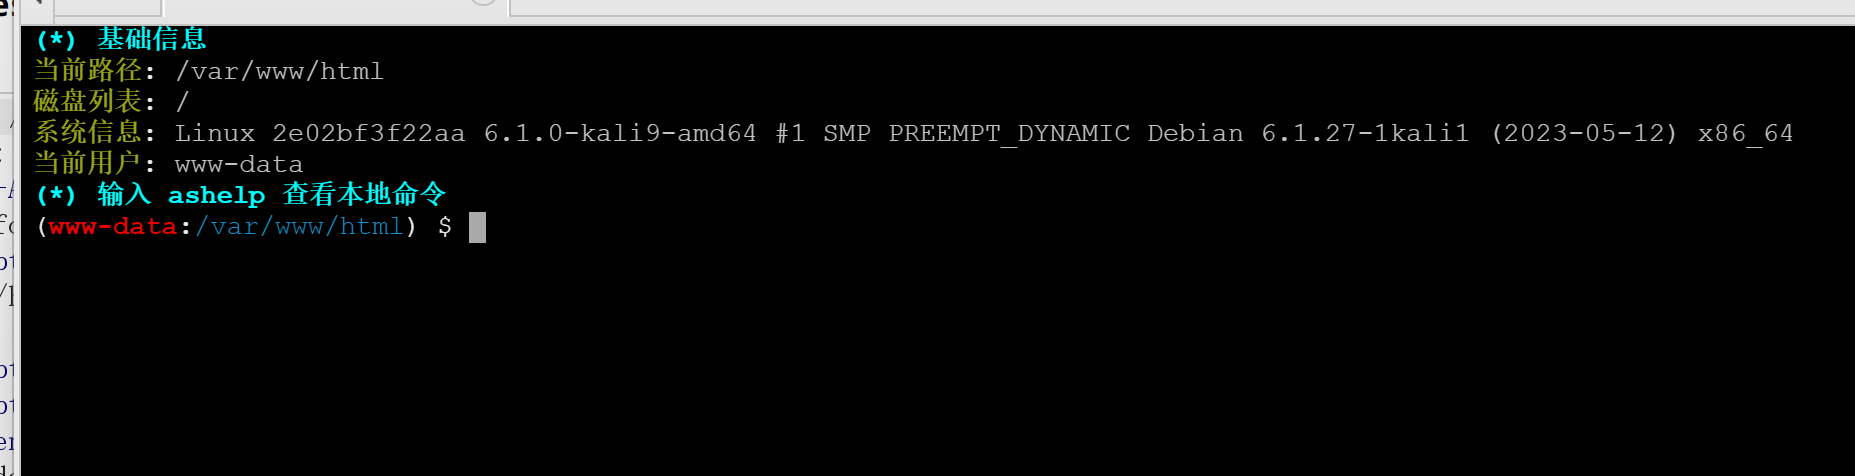 (*) 基础信息
当前路径: /var/www/html
磁盘列表: /
系统信息: Linux 2e02bf3f22aa 6.1.0-kali9-amd64 #1 SMP PREEMPT_DYNAMIC Debian 6.1.27-1kali1 (2023-05-12) x86_64
当前用户: www-data
(*) 输入 ashelp 查看本地命令
(www-data:/var/www/html) $